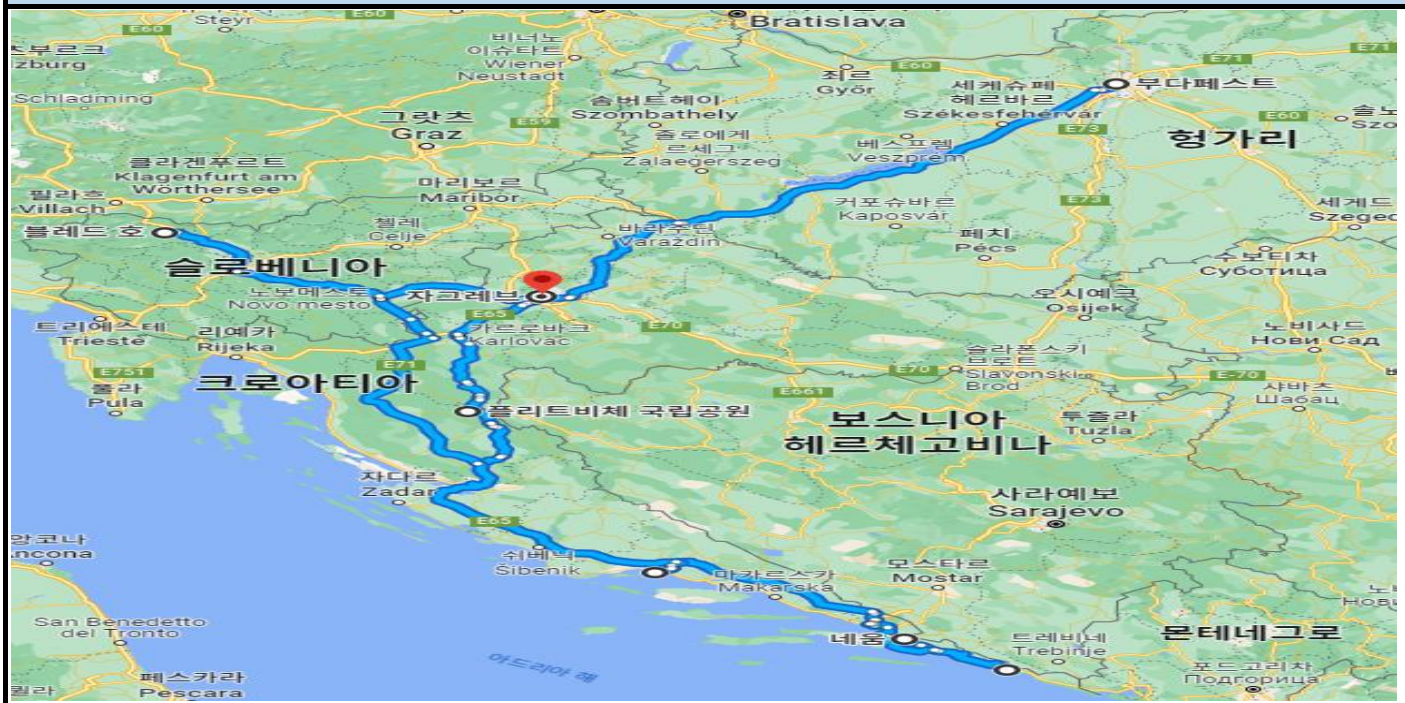 E60
Steyr
Bratislava
E60
비너노
이슈타트
Wiener
Neustadt
E71
zburg
E60
죄르
Győr
세케슈페
헤르바르
Székesfehérvár
부다페스트
Schladming
그랏츠
Graz
E59
솜버트헤이
Szombathely
E73
E60
헝가리
졸로에게
르세그
Zalaegerszeg
베스프렘
Veszprém
클라겐푸르트
Klagenfurt am
Wörthersee
필라흐
Villach
마리보르
Maribor
커포슈바르
Kaposvár
E73
세게드
Szeged
블레드 호
첼레
Celje
바라주딘
Varaždin
페치
Pécs
슬로베니아
수보티차
Суботица
노보메스토
Novo mesto
자그레브
오시예크
Osijek
트리에스테
Trieste
리예카
Rijeka
E65
카르로바크
Karlovac
E70
노비사드
Нови Сад
E751
E71
슬라폰스키
브로트
Slavonski
Brod
E70
E-70
풀라
Pula
크로아티아
E661
샤바츠
Шабац
플리트비체 국립공원
보스니아
헤르체고비나
투즐라
Tuzla
자다르
Zadar
사라예보
Sarajevo
E65
앙코나
Ancona
쉬베닉
Šibenik
마카르스카
Makarska
모스타르
Mostar
San Benedetto
del Tronto
네움
트레비네
Trebinje
몬테네그로
아드리아 해
페스카라
Pescara
포드고리차
Подгорица